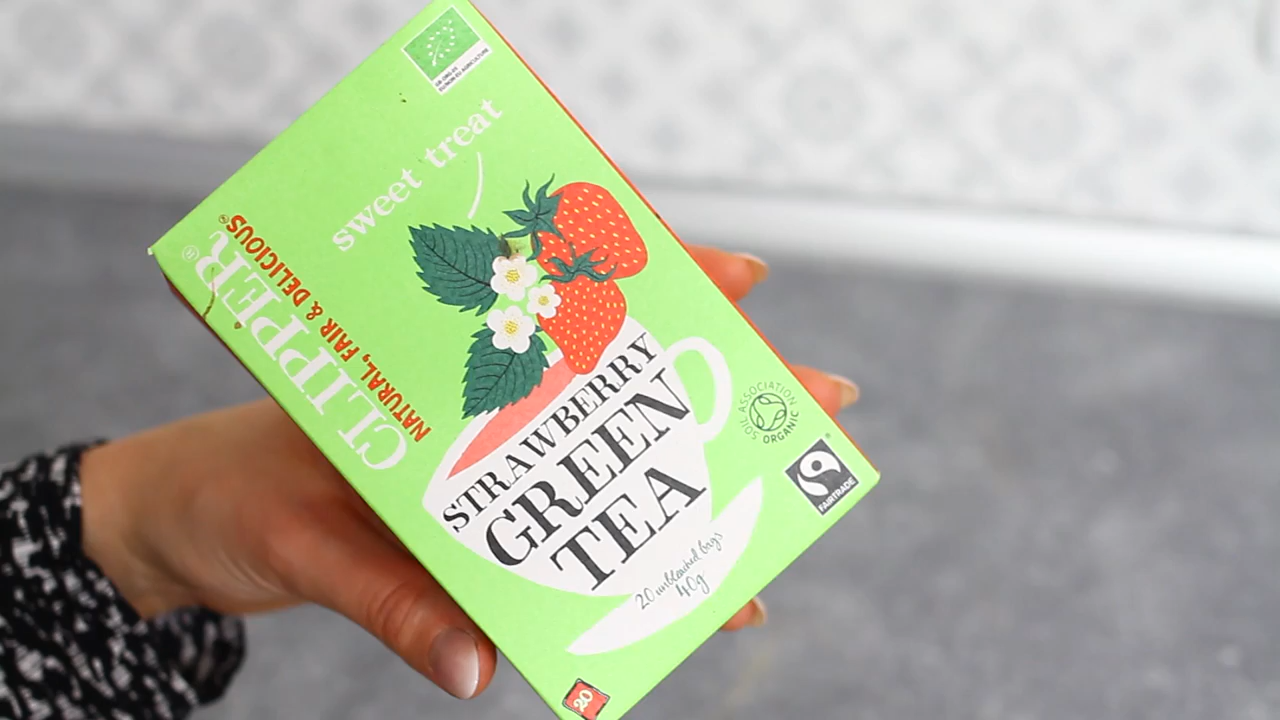 CLIPPER®
NATURAL, FAIR & DELICIOUS®
sweet treat
STRAWBERRY
GREEN
TEA
20 unbleached bags
40g
SOIL ASSOCIATION
ORGANIC
FAIRTRADE
®
20